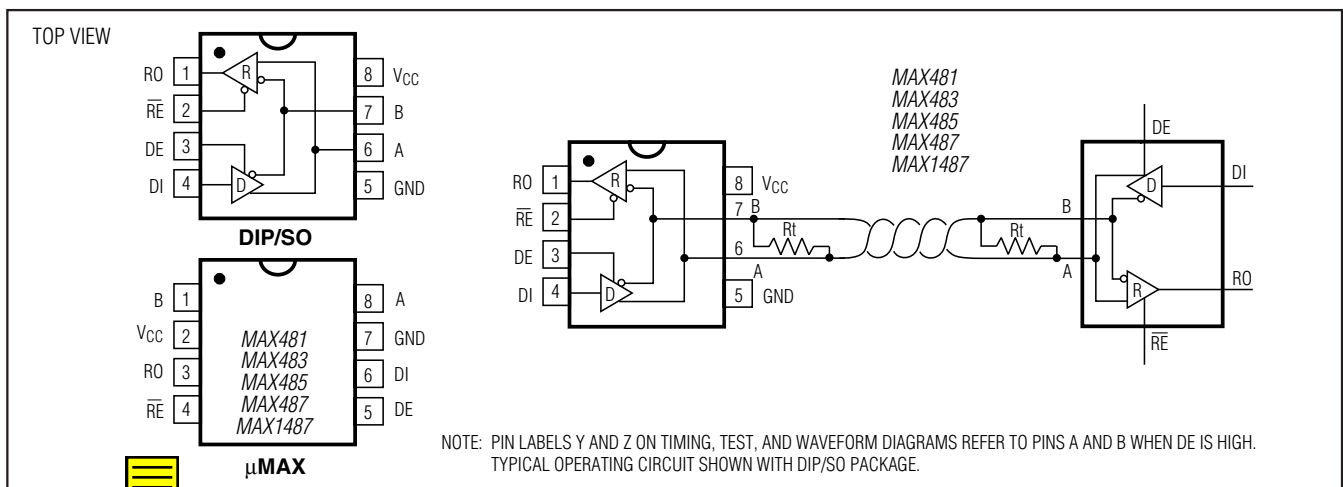 TOP VIEW
RO 1
R
8 VCC
RE 2
7 B
DE 3
6 A
DI 4
D
5 GND
DIP/SO
B 1
8 A
VCC 2
7 GND
RO 3
6 DI
RE 4
5 DE
MAX481
MAX483
MAX485
MAX487
MAX1487
µMAX
MAX481
MAX483
MAX485
MAX487
MAX1487
RO 1
R
8 VCC
RE 2
7 B
Rt
DE 3
6 A
DI 4
D
5 GND
B
Rt
A
DE
D
DI
R
RO
RE
NOTE: PIN LABELS Y AND Z ON TIMING, TEST, AND WAVEFORM DIAGRAMS REFER TO PINS A AND B WHEN DE IS HIGH.
TYPICAL OPERATING CIRCUIT SHOWN WITH DIP/SO PACKAGE.